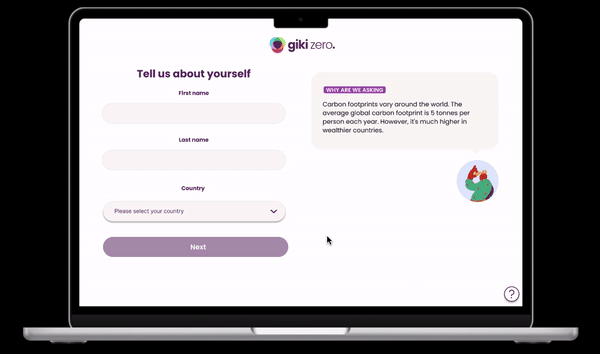 giki zero.
Tell us about yourself
First name
Last name
Country
Please select your country
Next
WHY ARE WE ASKING
Carbon footprints vary around the world. The
average global carbon footprint is 5 tonnes per
person each year. However, it's much higher in
wealthier countries.
?